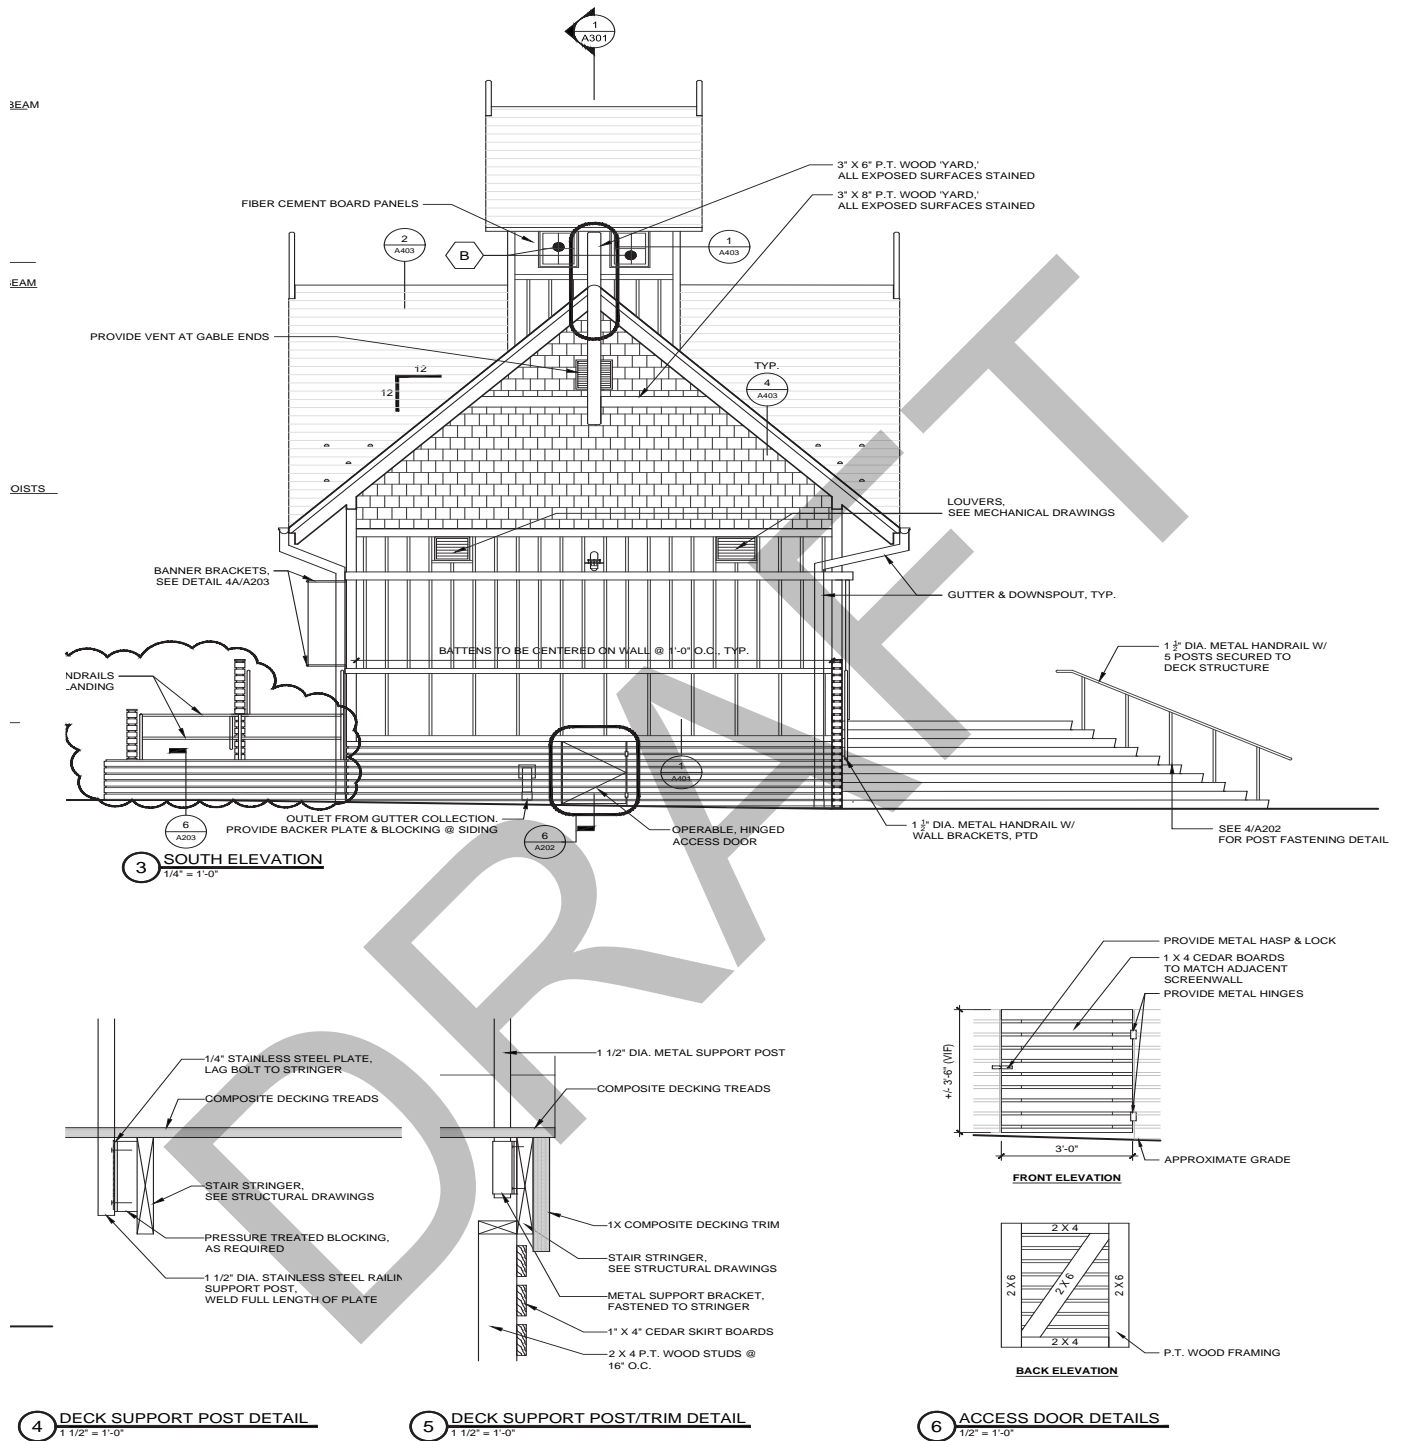 1
A301
BEAM
3" X 6" P.T. WOOD 'YARD,'
ALL EXPOSED SURFACES STAINED
3" X 8" P.T. WOOD 'YARD,'
ALL EXPOSED SURFACES STAINED
FIBER CEMENT BOARD PANELS
2
A403
B
1
A403
EAM
PROVIDE VENT AT GABLE ENDS
12
12
TYP.
4
A403
OISTS
LOUVERS,
SEE MECHANICAL DRAWINGS
BANNER BRACKETS,
SEE DETAIL 4A/A203
GUTTER & DOWNSPOUT, TYP.
BATTENS TO BE CENTERED ON WALL @ 1'-0" O.C., TYP.
1 1/2" DIA. METAL HANDRAIL W/
5 POSTS SECURED TO
DECK STRUCTURE
NDRAILS
LANDING
1
A401
OUTLET FROM GUTTER COLLECTION.
PROVIDE BACKER PLATE & BLOCKING @ SIDING
6
A203
6
A202
OPERABLE, HINGED
ACCESS DOOR
1 1/2" DIA. METAL HANDRAIL W/
WALL BRACKETS, PTD
SEE 4/A202
FOR POST FASTENING DETAIL
3 SOUTH ELEVATION
1/4" = 1'-0"
DRAFT
1/4" STAINLESS STEEL PLATE,
LAG BOLT TO STRINGER
COMPOSITE DECKING TREADS
STAIR STRINGER,
SEE STRUCTURAL DRAWINGS
PRESSURE TREATED BLOCKING,
AS REQUIRED
1 1/2" DIA. STAINLESS STEEL RAILIN
SUPPORT POST,
WELD FULL LENGTH OF PLATE
4 DECK SUPPORT POST DETAIL
1 1/2" = 1'-0"
1 1/2" DIA. METAL SUPPORT POST
COMPOSITE DECKING TREADS
1X COMPOSITE DECKING TRIM
STAIR STRINGER,
SEE STRUCTURAL DRAWINGS
METAL SUPPORT BRACKET,
FASTENED TO STRINGER
1" X 4" CEDAR SKIRT BOARDS
2 X 4 P.T. WOOD STUDS @
16" O.C.
5 DECK SUPPORT POST/TRIM DETAIL
1 1/2" = 1'-0"
PROVIDE METAL HASP & LOCK
1 X 4 CEDAR BOARDS
TO MATCH ADJACENT
SCREENWALL
PROVIDE METAL HINGES
+/- 3'-6" (VIF)
3'-0"
APPROXIMATE GRADE
FRONT ELEVATION
2 X 4
2 X 6
2 X 6
2 X 6
2 X 4
P.T. WOOD FRAMING
BACK ELEVATION
6 ACCESS DOOR DETAILS
1/2" = 1'-0"